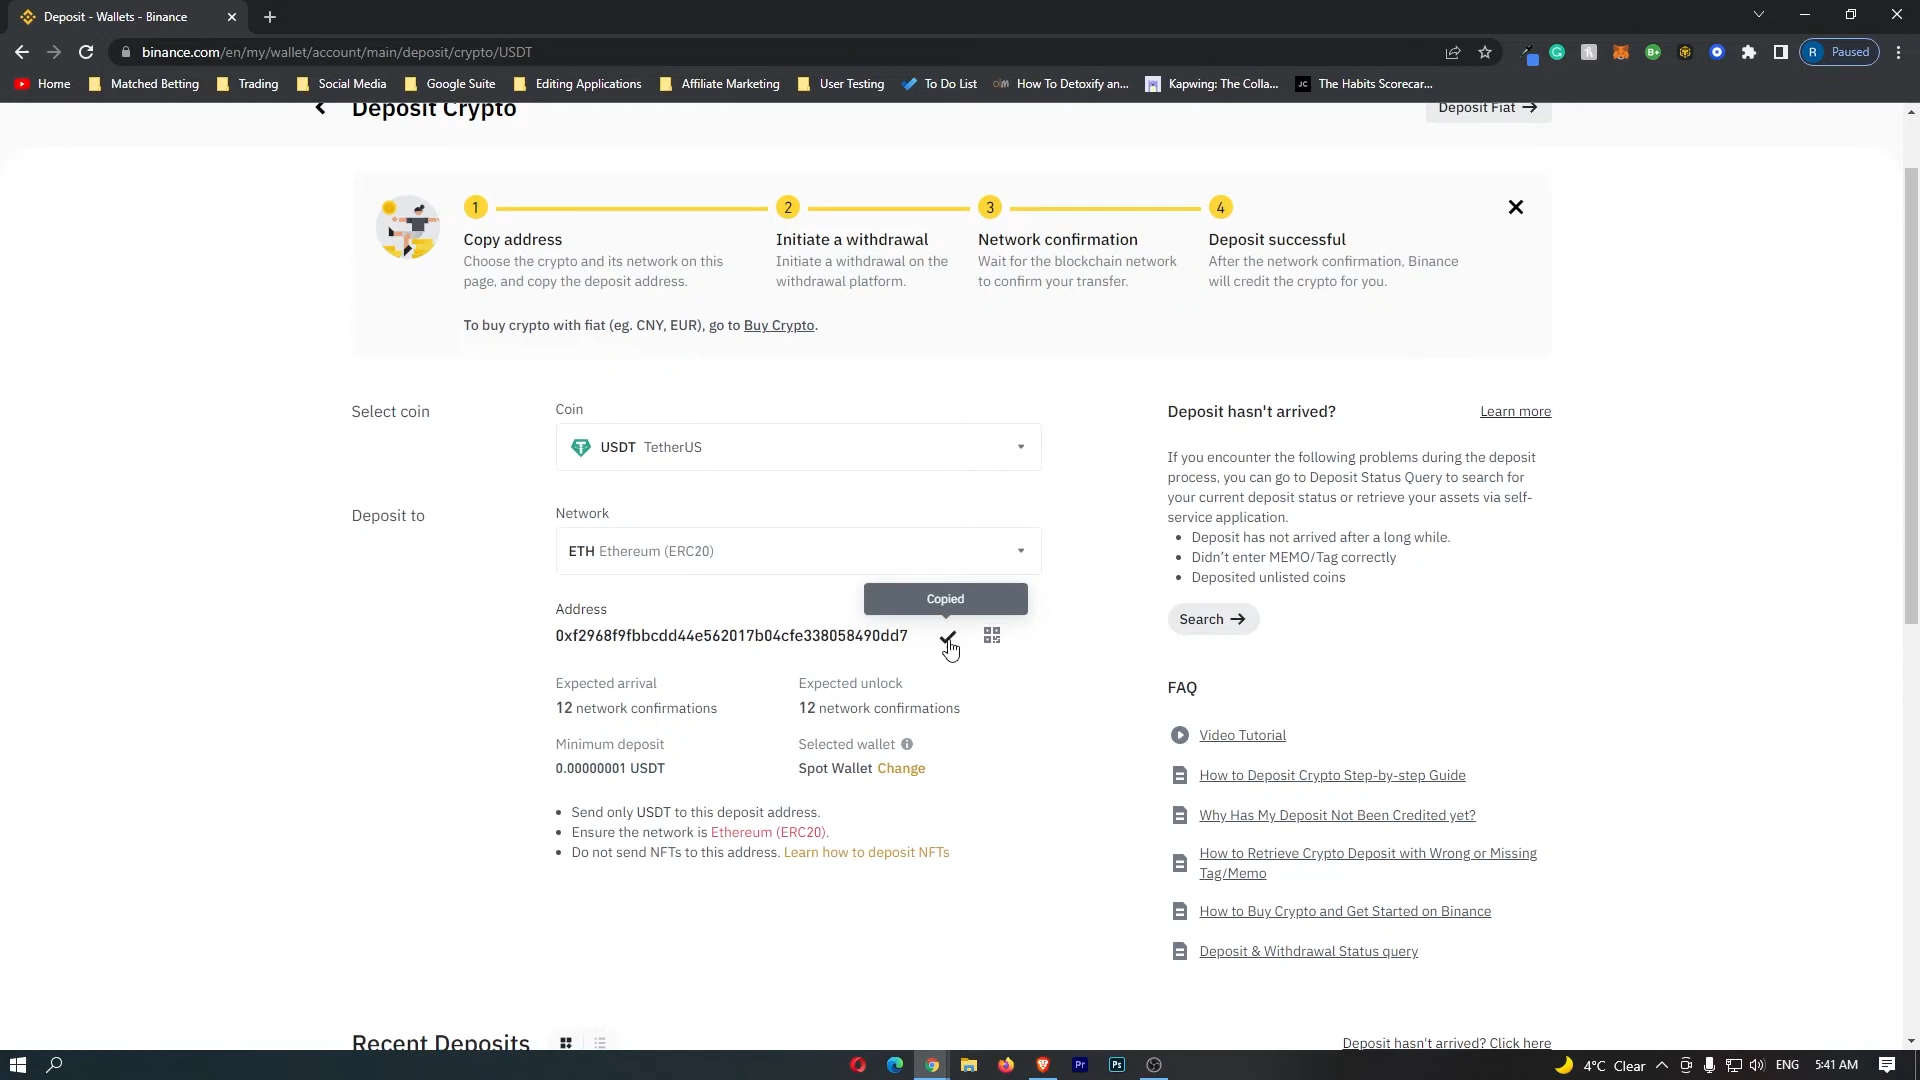 Deposit - Wallets - Binance
binance.com/en/my/wallet/account/main/deposit/crypto/USDT
R Paused
Home Matched Betting Trading Social Media Google Suite Editing Applications Affiliate Marketing User Testing To Do List How To Detoxify an... Kapwing: The Colla... JC The Habits Scorecar...
Deposit Crypto
Deposit Fiat
1 2 3 4
Copy address
Choose the crypto and its network on this
page, and copy the deposit address.
Initiate a withdrawal
Initiate a withdrawal on the
withdrawal platform.
Network confirmation
Wait for the blockchain network
to confirm your transfer.
Deposit successful
After the network confirmation, Binance
will credit the crypto for you.
To buy crypto with fiat (eg. CNY, EUR), go to Buy Crypto.
Select coin
Coin
USDT TetherUS
Deposit to
Network
ETH Ethereum (ERC20)
Copied
Address
0xf2968f9fbbcdd44e562017b04cfe338058490dd7
Expected arrival
12 network confirmations
Expected unlock
12 network confirmations
Minimum deposit
0.00000001 USDT
Selected wallet
Spot Wallet Change
Send only USDT to this deposit address.
Ensure the network is Ethereum (ERC20).
Do not send NFTs to this address. Learn how to deposit NFTs
Deposit hasn't arrived?
Learn more
If you encounter the following problems during the deposit
process, you can go to Deposit Status Query to search for
your current deposit status or retrieve your assets via self-
service application.
Deposit has not arrived after a long while.
Didn't enter MEMO/Tag correctly
Deposited unlisted coins
Search
FAQ
Video Tutorial
How to Deposit Crypto Step-by-step Guide
Why Has My Deposit Not Been Credited yet?
How to Retrieve Crypto Deposit with Wrong or Missing
Tag/Memo
How to Buy Crypto and Get Started on Binance
Deposit & Withdrawal Status query
Recent Deposits
Deposit hasn't arrived? Click here
Pr Ps
4°C Clear ENG 5:41 AM